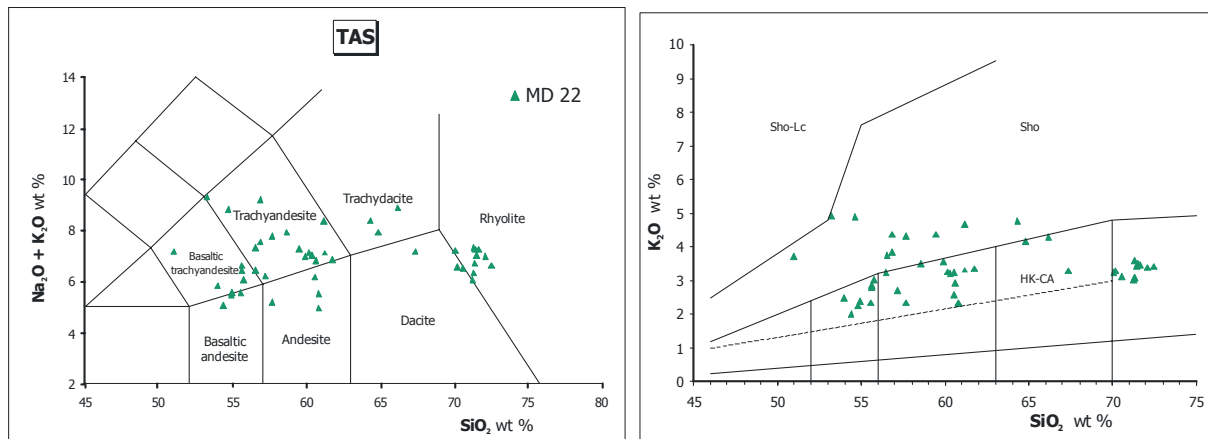 TAS
14
12
10
8
6
4
2
Na₂O + K₂O wt %
MD 22
Trachyandesite
Trachydacite
Rhyolite
Basaltic
trachyandesite
Basaltic
andesite
Andesite
Dacite
45
50
55
60
65
70
75
80
SiO₂ wt %
10
9
8
7
6
5
4
3
2
1
0
K₂O wt %
Sho-Lc
Sho
HK-CA
45
50
55
60
65
70
75
SiO₂ wt %